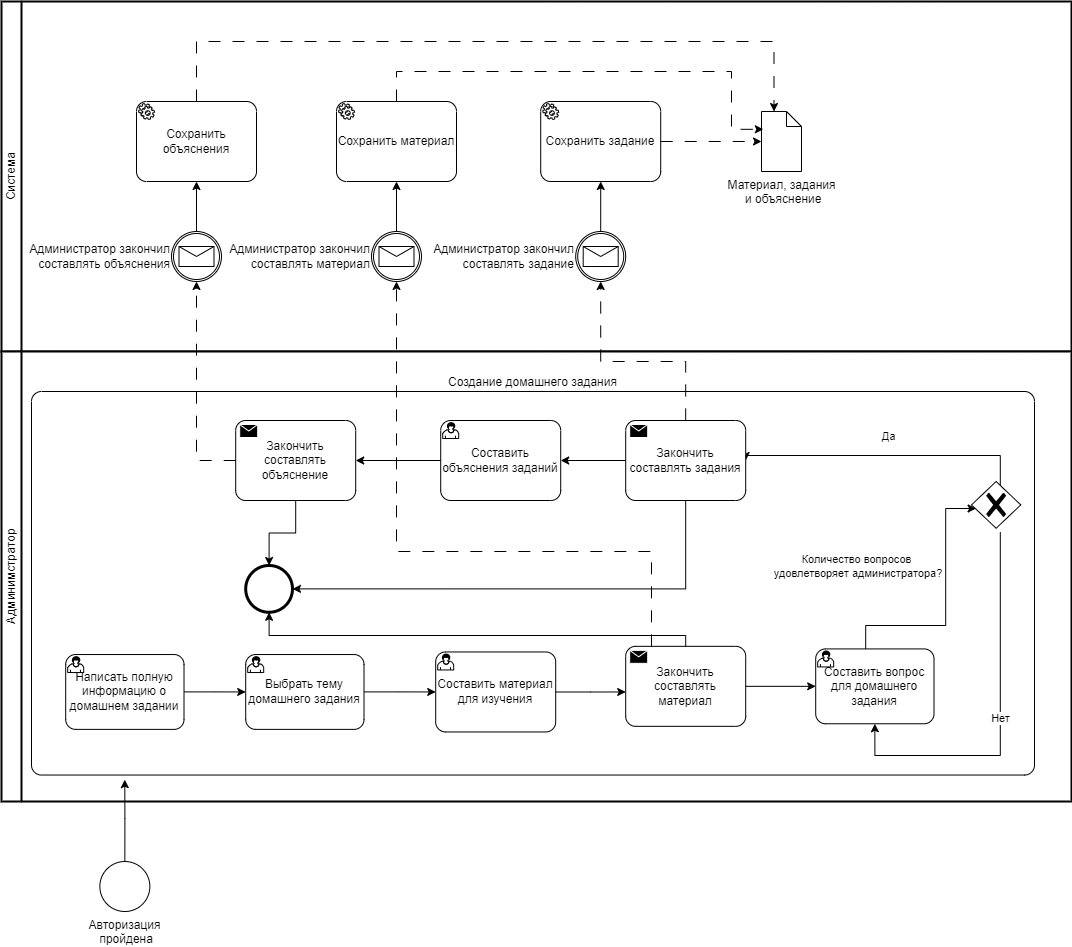 Система
Сохранить
объяснения
Сохранить материал
Сохранить задание
Материал, задания
и объяснение
Администратор закончил
составлять объяснения
Администратор закончил
составлять материал
Администратор закончил
составлять задание
Админимстратор
Создание домашнего задания
Закончить
составлять
объяснение
Составить
объяснения заданий
Закончить
составлять задания
Да
Количество вопросов
удовлетворяет администратора?
Написать полную
информацию о
домашнем задании
Выбрать тему
домашнего задания
Составить материал
для изучения
Закончить
составлять
материал
Составить вопрос
для домашнего
задания
Нет
Авторизация
пройдена